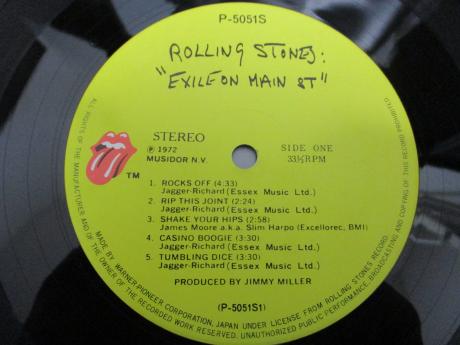 P-5051S
ROLLING STONES:
"EXILE ON MAIN ST"
STEREO
℗ 1972
MUSIDOR N.V.
SIDE ONE
33⅓RPM
TM
1. ROCKS OFF (4:33)
Jagger-Richard (Essex Music Ltd.)
2. RIP THIS JOINT (2:24)
Jagger-Richard (Essex Music Ltd.)
3. SHAKE YOUR HIPS (2:58)
James Moore a.k.a. Slim Harpo (Excellorec, BMI)
4. CASINO BOOGIE (3:30)
Jagger-Richard (Essex Music Ltd.)
5. TUMBLING DICE (3:30)
Jagger-Richard (Essex Music Ltd.)
PRODUCED BY JIMMY MILLER
(P-5051S1)
ALL RIGHTS OF THE MANUFACTURER AND OF THE OWNER OF THE RECORDED WORK RESERVED. UNAUTHORIZED PUBLIC PERFORMANCE, BROADCASTING AND COPYING OF THIS RECORD PROHIBITED
MADE BY WARNER-PIONEER CORPORATION, JAPAN UNDER LICENSE FROM ROLLING STONES RECORD.